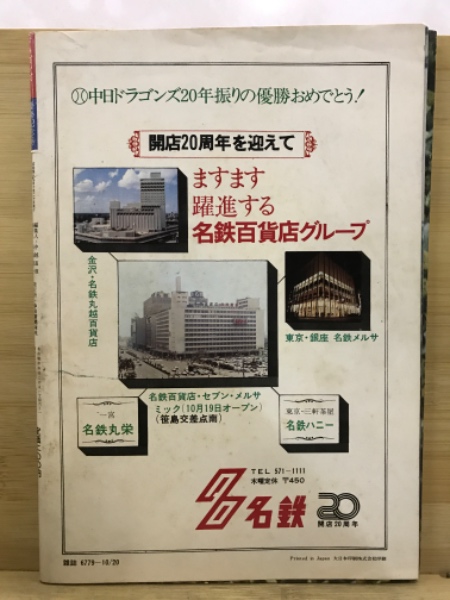 中日ドラゴンズ20年振りの優勝おめでとう!
開店20周年を迎えて
ますます
躍進する
名鉄百貨店グループ
金沢・名鉄丸越百貨店
東京・銀座 名鉄メルサ
名鉄百貨店・セブン・メルサ
ミック(10月19日オープン)
(笹島交差点南)
一宮
名鉄丸栄
東京・三軒茶屋
名鉄ハニー
TEL 571-1111
木曜定休 〒450
名鉄
20
開店20周年
雑誌 6779-10/20
Printed in Japan